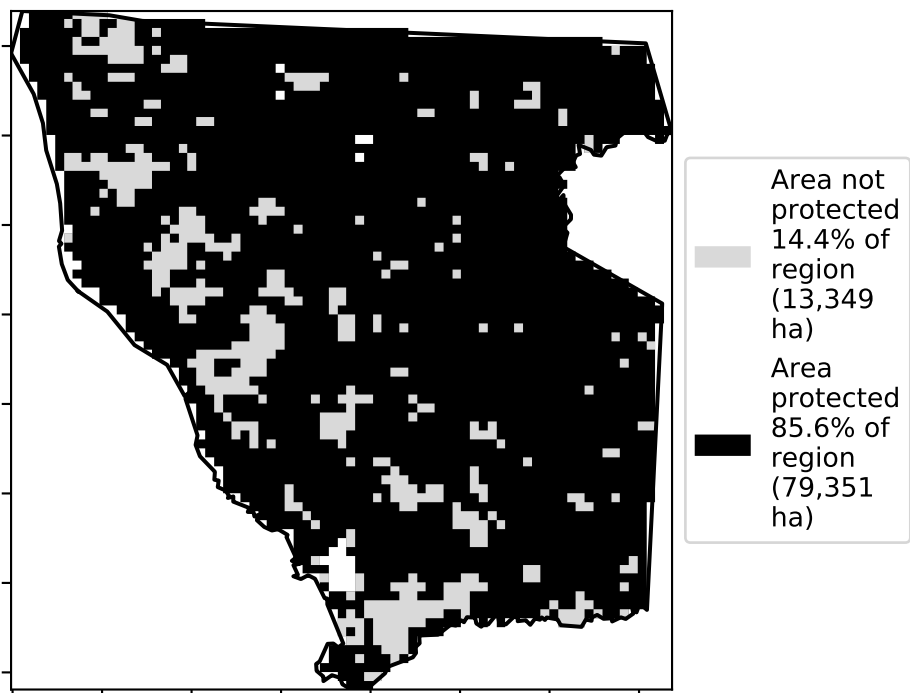 Area not
protected
14.4% of
region
(13,349
ha)
Area
protected
85.6% of
region
(79,351
ha)